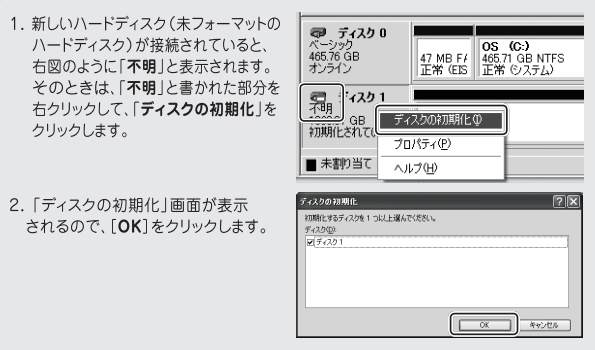 1. 新しいハードディスク（未フォーマットの
ハードディスク）が接続されていると、
右図のように「不明」と表示されます。
そのときは、「不明」と書かれた部分を
右クリックして、「ディスクの初期化」を
クリックします。
ディスク 0
ベーシック
465.76 GB
オンライン
47 MB FA
正常 (EIS
OS (C:)
465.71 GB NTFS
正常 (システム)
ディスク 1
不明
GB
初期化されてい
ディスクの初期化(I)
プロパティ(P)
ヘルプ(H)
未割り当て
2. 「ディスクの初期化」画面が表示
されるので、[OK]をクリックします。
ディスクの初期化
初期化するディスクを 1 つ以上選んでください。
ディスク(D):
ディスク 1
OK
キャンセル